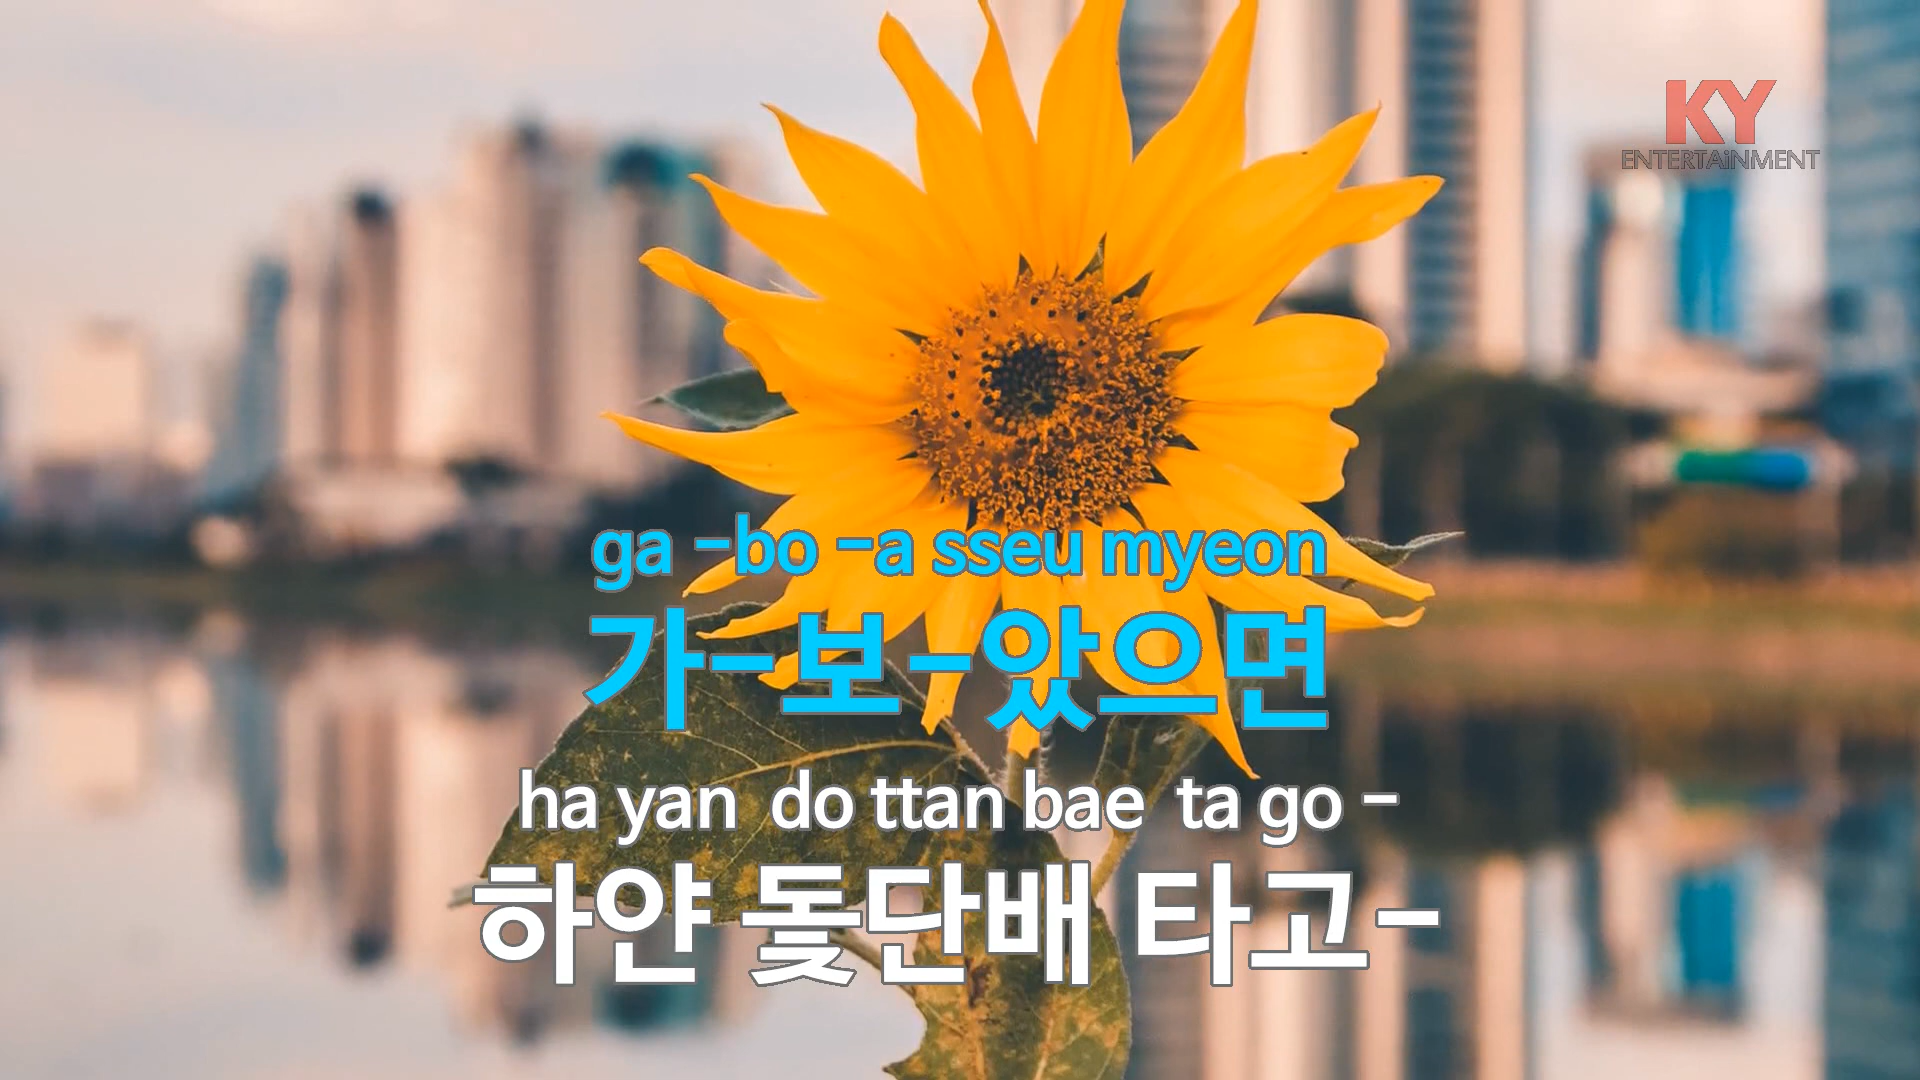 KY
ENTERTAiNMENT
ga -bo -a sseu myeon
가-보-았으면
ha yan do ttan bae ta go -
하얀 돛단배 타고-